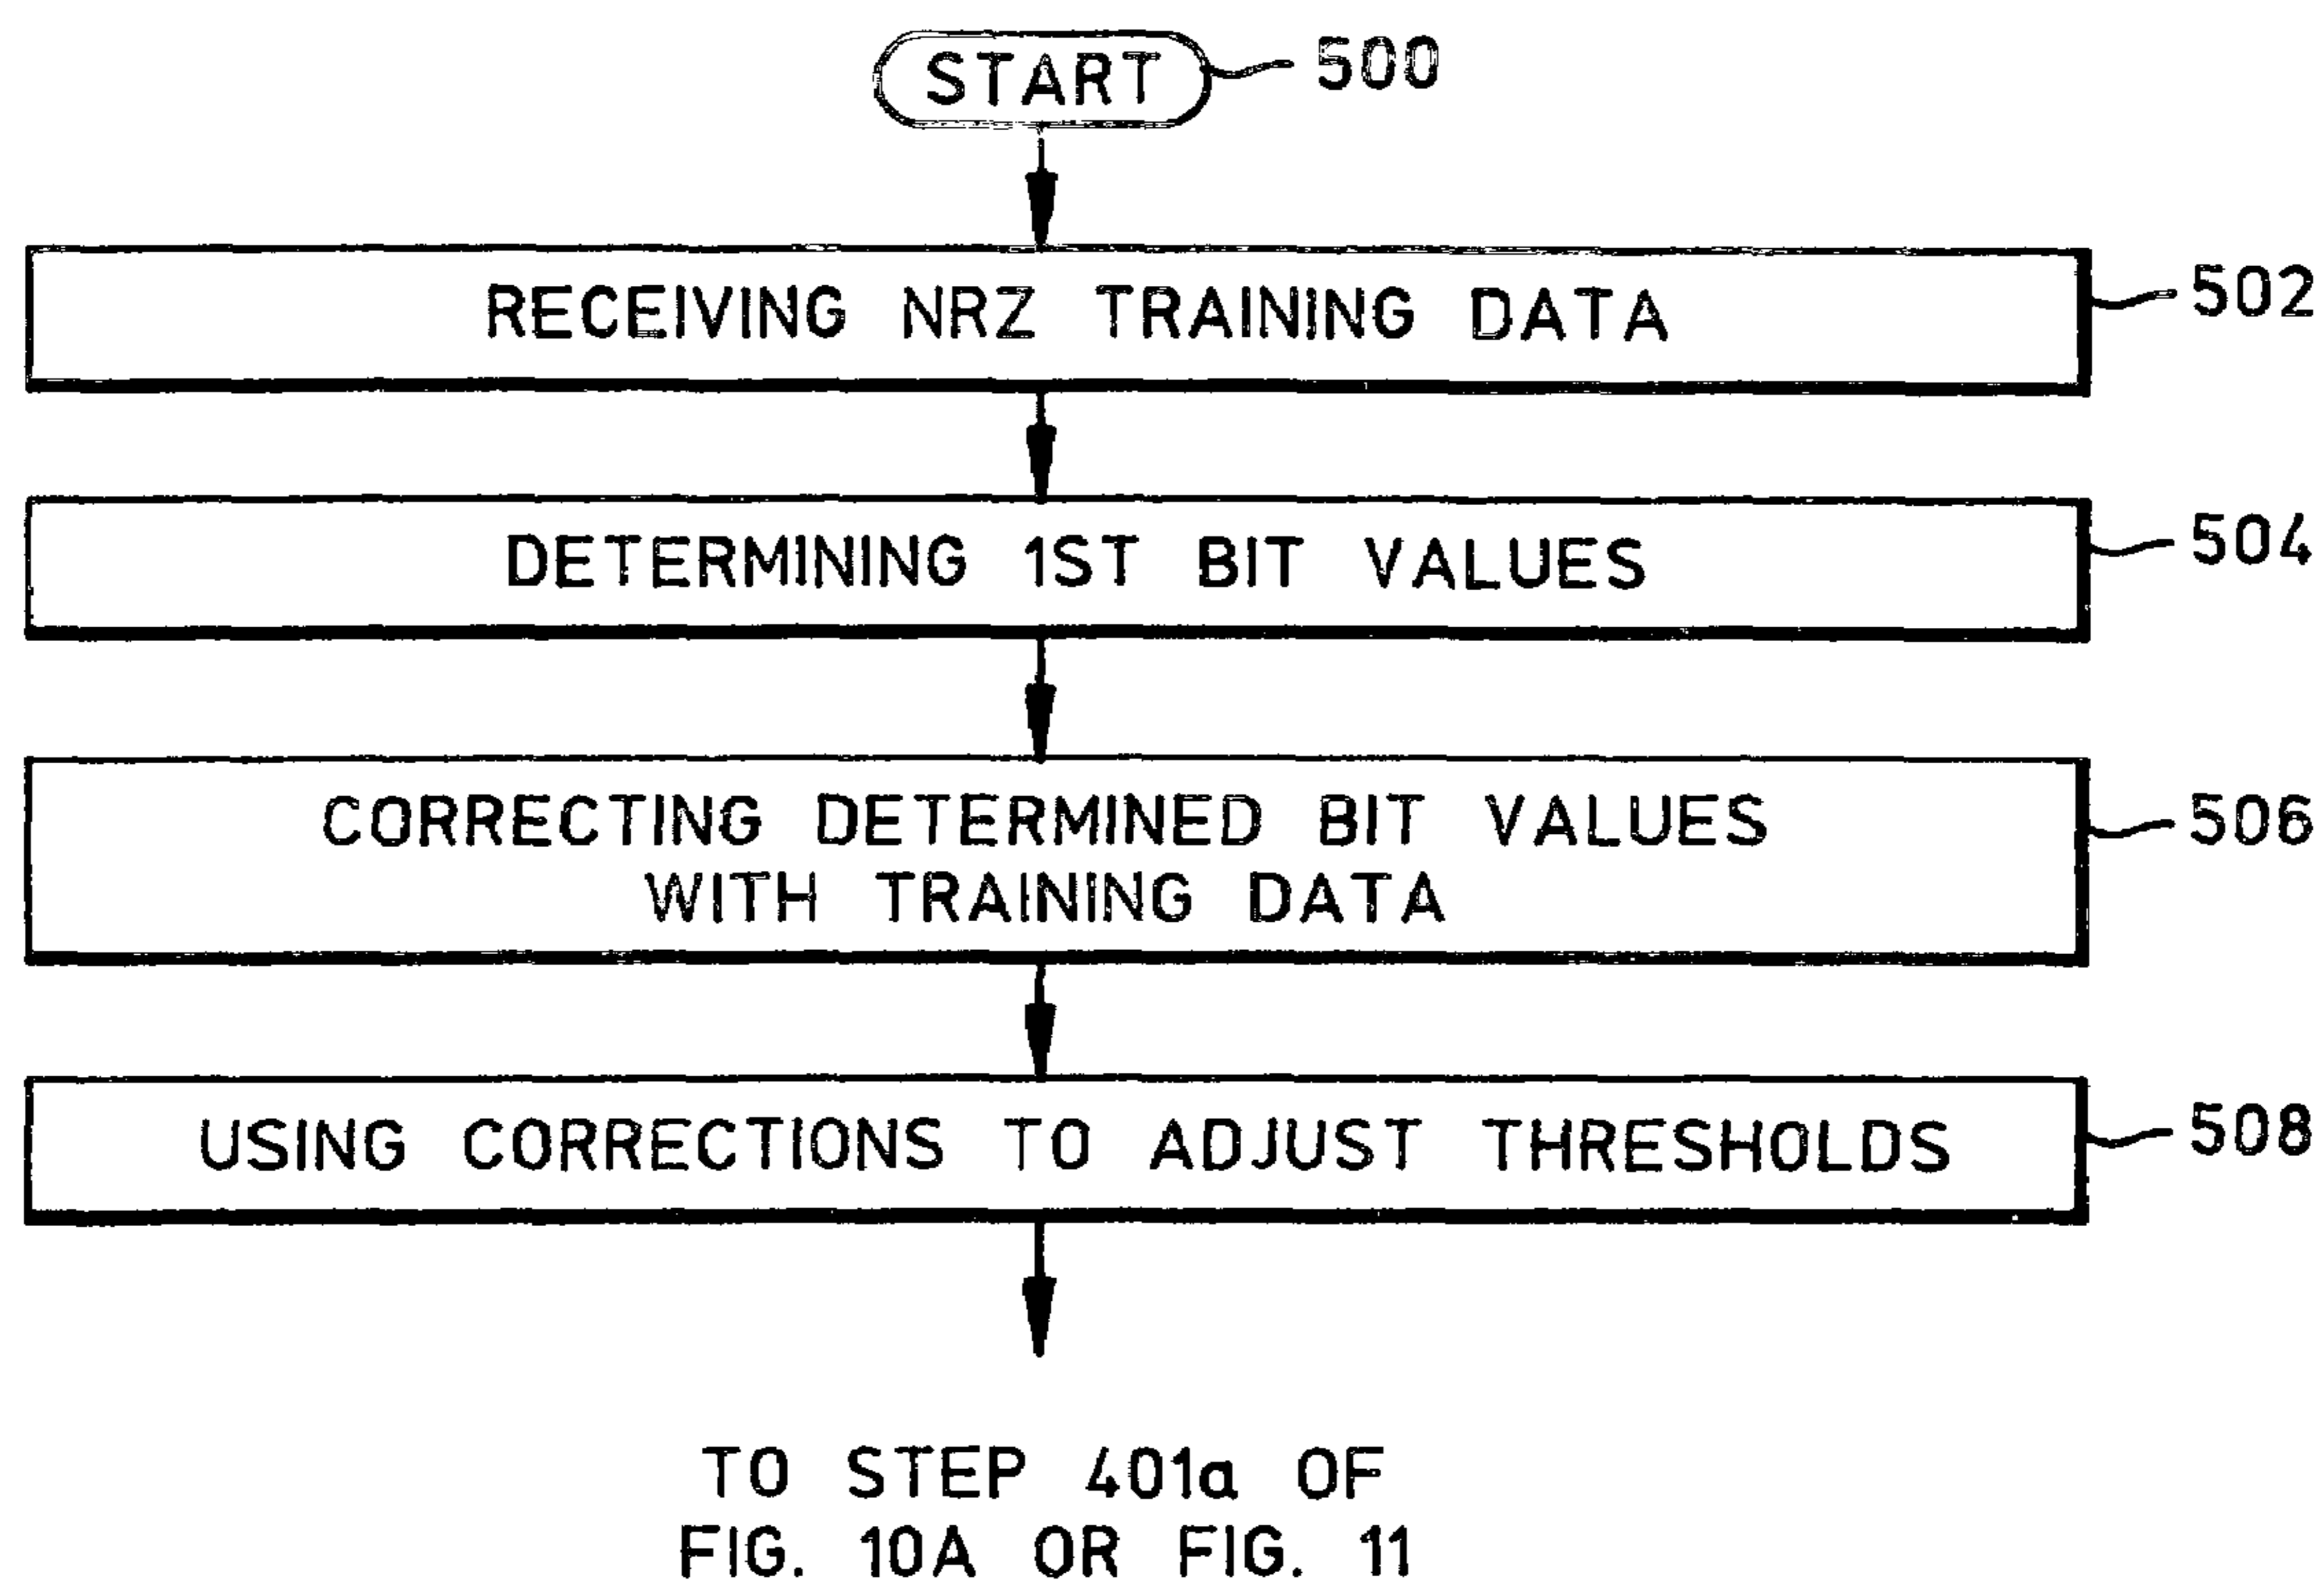 START 500
RECEIVING NRZ TRAINING DATA 502
DETERMINING 1ST BIT VALUES 504
CORRECTING DETERMINED BIT VALUES 506
WITH TRAINING DATA
USING CORRECTIONS TO ADJUST THRESHOLDS 508
TO STEP 401a OF
FIG. 10A OR FIG. 11